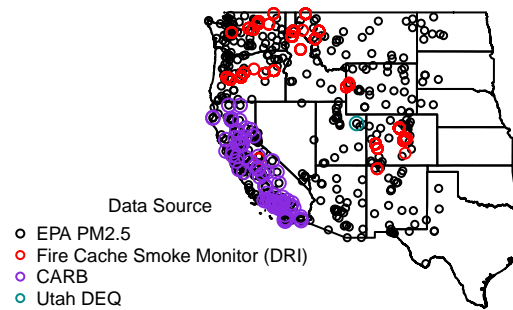 Data Source
EPA PM2.5
Fire Cache Smoke Monitor (DRI)
CARB
Utah DEQ